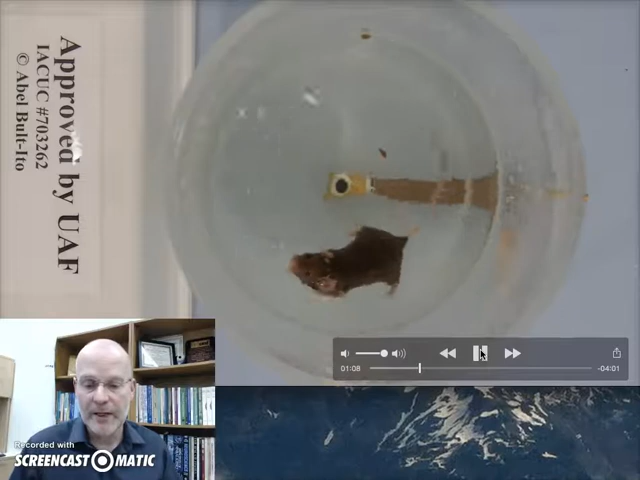 Approved by UAF
IACUC #703262
© Abel Bult-Ito
01:08
-04:01
Recorded with
SCREENCAST-O-MATIC